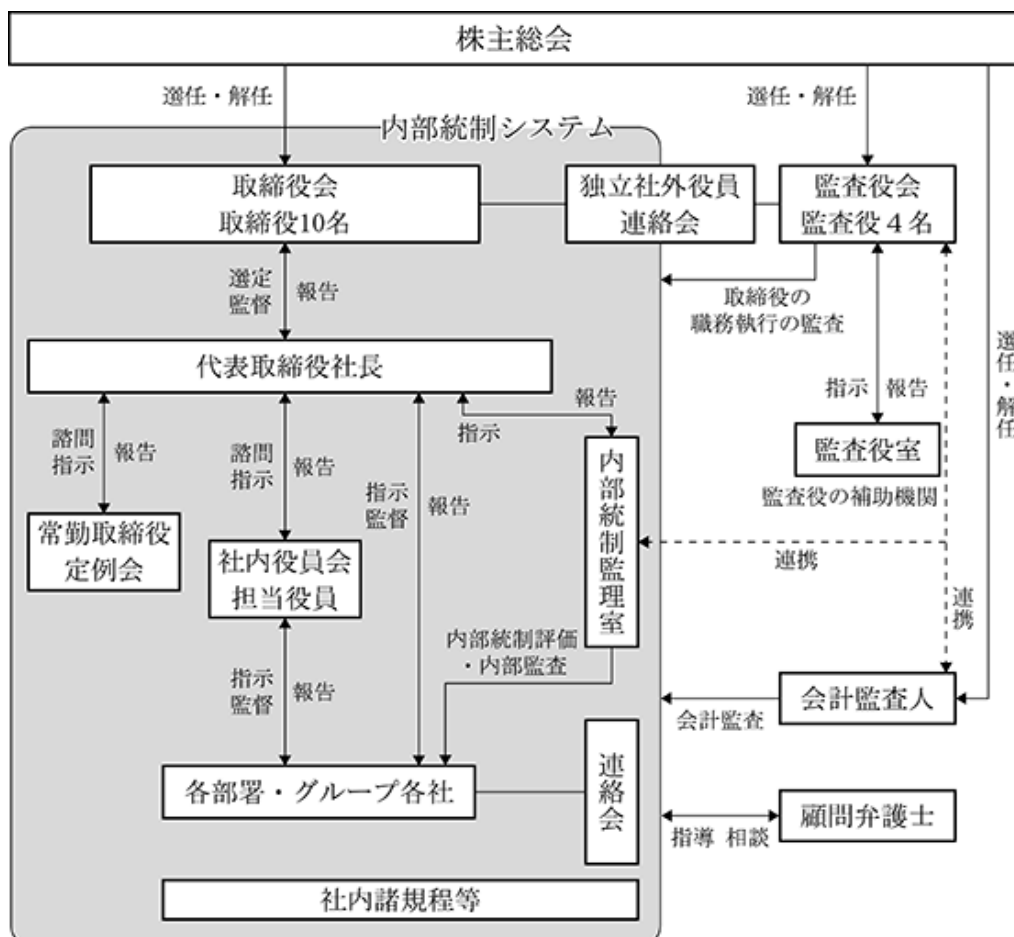 株主総会
選任・解任
選任・解任
内部統制システム
取締役会
取締役10名
独立社外役員
連絡会
監査役会
監査役4名
選定
監督
報告
取締役の
職務執行の監査
選任・解任
代表取締役社長
指示
報告
報告
指示
監査役室
監査役の補助機関
諮問
指示
報告
諮問
指示
報告
指示
監督
報告
内部統制監理室
常勤取締役
定例会
社内役員会
担当役員
連携
連携
内部統制評価
・内部監査
指示
監督
報告
会計監査人
会計監査
各部署・グループ各社
連絡会
顧問弁護士
指導 相談
社内諸規程等